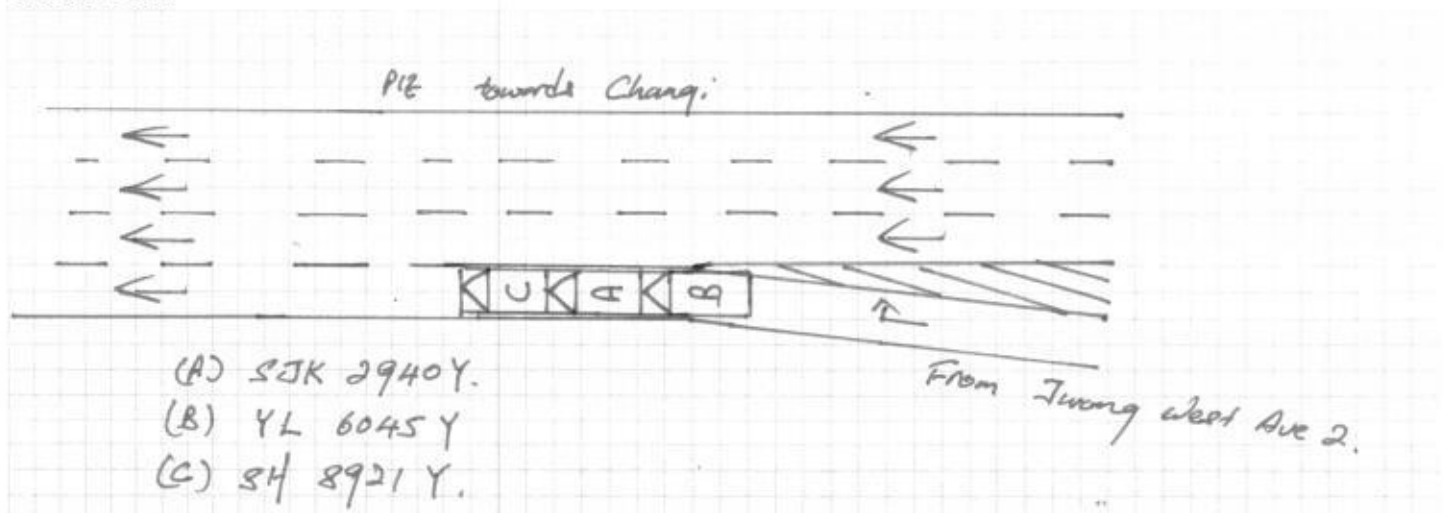 PIE towards Changi
C A B
(A) SJK 2940Y.
(B) YL 6045 Y
(C) SH 8921 Y.
From Jurong West Ave 2.